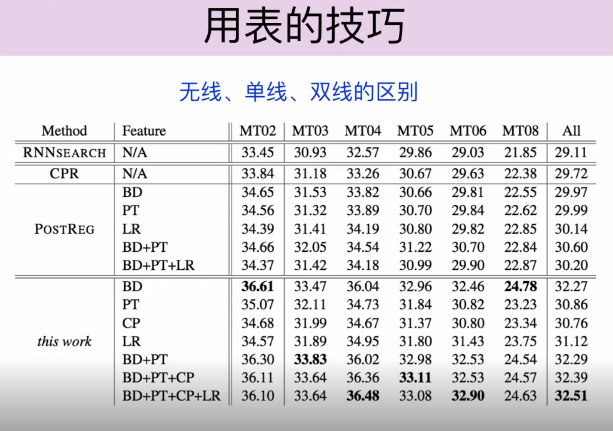 用表的技巧
无线、单线、双线的区别
Method Feature MT02 MT03 MT04 MT05 MT06 MT08 All
RNNSEARCH N/A 33.45 30.93 32.57 29.86 29.03 21.85 29.11
CPR N/A 33.84 31.18 33.26 30.67 29.63 22.38 29.72
BD 34.65 31.53 33.82 30.66 29.81 22.55 29.97
PT 34.56 31.32 33.89 30.70 29.84 22.62 29.99
POSTREG LR 34.39 31.41 34.19 30.80 29.82 22.85 30.14
BD+PT 34.66 32.05 34.54 31.22 30.70 22.84 30.60
BD+PT+LR 34.37 31.42 34.18 30.99 29.90 22.87 30.20
BD 36.61 33.47 36.04 32.96 32.46 24.78 32.27
PT 35.07 32.11 34.73 31.84 30.82 23.23 30.86
CP 34.68 31.99 34.67 31.37 30.80 23.34 30.76
this work LR 34.57 31.89 34.95 31.80 31.43 23.75 31.12
BD+PT 36.30 33.83 36.02 32.98 32.53 24.54 32.29
BD+PT+CP 36.11 33.64 36.36 33.11 32.53 24.57 32.39
BD+PT+CP+LR 36.10 33.64 36.48 33.08 32.90 24.63 32.51